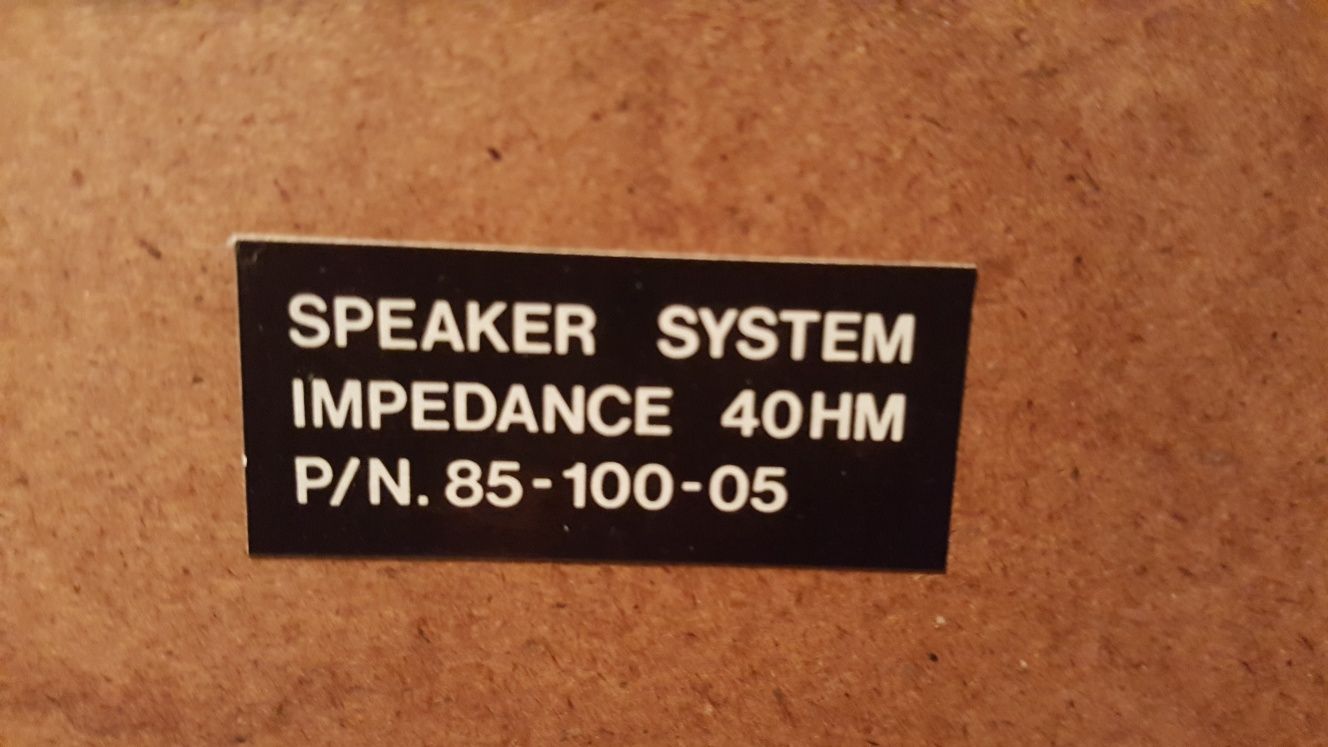 SPEAKER SYSTEM
IMPEDANCE 4OHM
P/N. 85-100-05